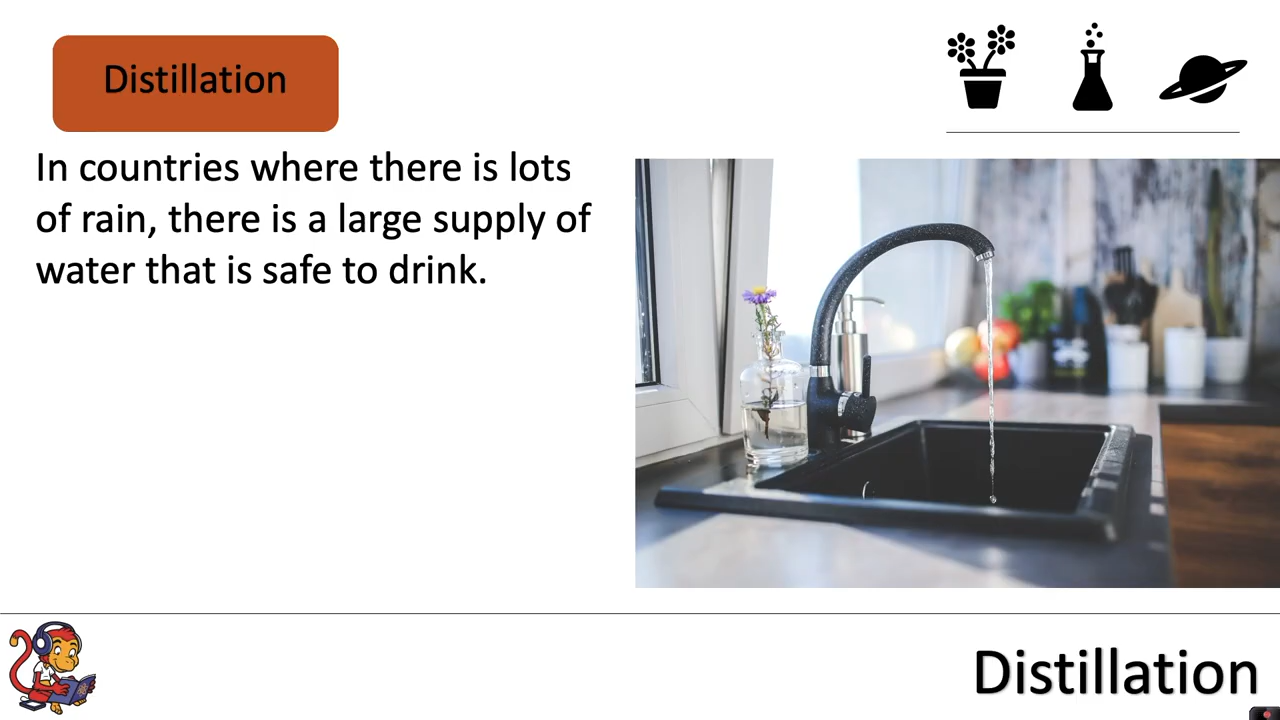 Distillation
In countries where there is lots
of rain, there is a large supply of
water that is safe to drink.
Distillation